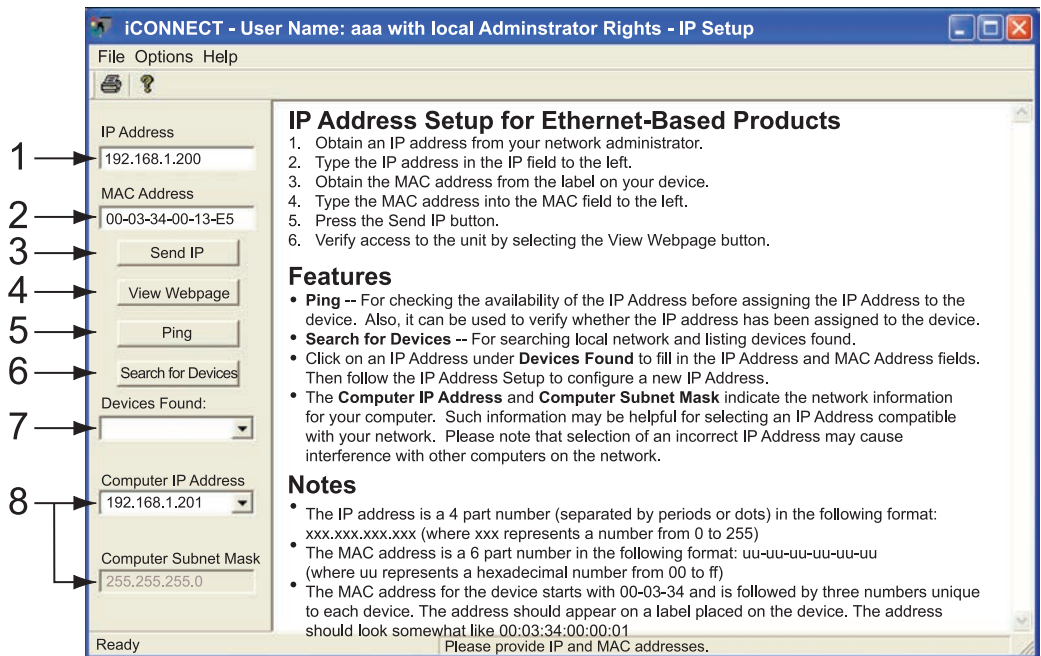 iCONNECT - User Name: aaa with local Adminstrator Rights - IP Setup
File Options Help
IP Address
1
192.168.1.200
MAC Address
2
00-03-34-00-13-E5
3
Send IP
4
View Webpage
5
Ping
6
Search for Devices
Devices Found:
7
Computer IP Address
8
192.168.1.201
Computer Subnet Mask
255.255.255.0
IP Address Setup for Ethernet-Based Products
1. Obtain an IP address from your network administrator.
2. Type the IP address in the IP field to the left.
3. Obtain the MAC address from the label on your device.
4. Type the MAC address into the MAC field to the left.
5. Press the Send IP button.
6. Verify access to the unit by selecting the View Webpage button.
Features
• Ping -- For checking the availability of the IP Address before assigning the IP Address to the
device. Also, it can be used to verify whether the IP address has been assigned to the device.
• Search for Devices -- For searching local network and listing devices found.
• Click on an IP Address under Devices Found to fill in the IP Address and MAC Address fields.
Then follow the IP Address Setup to configure a new IP Address.
• The Computer IP Address and Computer Subnet Mask indicate the network information
for your computer. Such information may be helpful for selecting an IP Address compatible
with your network. Please note that selection of an incorrect IP Address may cause
interference with other computers on the network.
Notes
• The IP address is a 4 part number (separated by periods or dots) in the following format:
xxx.xxx.xxx.xxx (where xxx represents a number from 0 to 255)
• The MAC address is a 6 part number in the following format: uu-uu-uu-uu-uu-uu
(where uu represents a hexadecimal number from 00 to ff)
• The MAC address for the device starts with 00-03-34 and is followed by three numbers unique
to each device. The address should appear on a label placed on the device. The address
should look somewhat like 00:03:34:00:00:01
Ready
Please provide IP and MAC addresses.